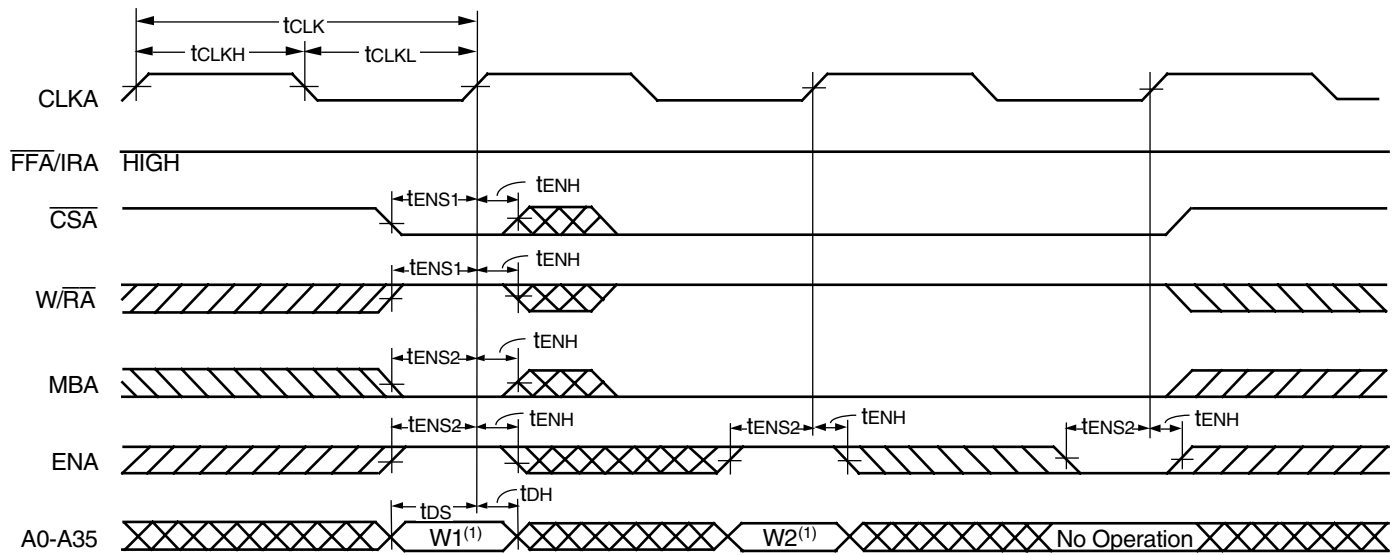 tCLK
tCLKH tCLKL
CLKA
FFA/IRA HIGH
tENS1 tENH
CSA
tENS1 tENH
W/RA
tENS2 tENH
MBA
tENS2 tENH tENS2 tENH tENS2 tENH
ENA
tDS tDH
A0-A35 W1(1) W2(1) No Operation